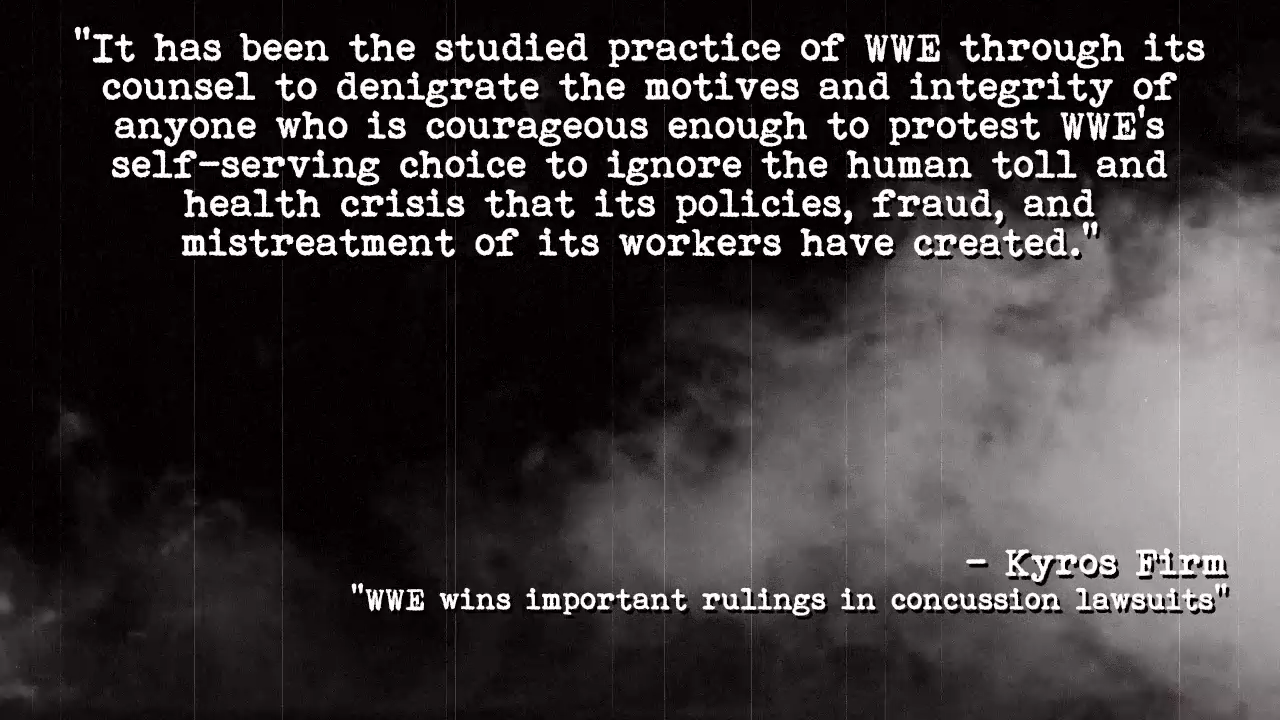 "It has been the studied practice of WWE through its
counsel to denigrate the motives and integrity of
anyone who is courageous enough to protest WWE's
self-serving choice to ignore the human toll and
health crisis that its policies, fraud, and
mistreatment of its workers have created."
- Kyros Firm
"WWE wins important rulings in concussion lawsuits"